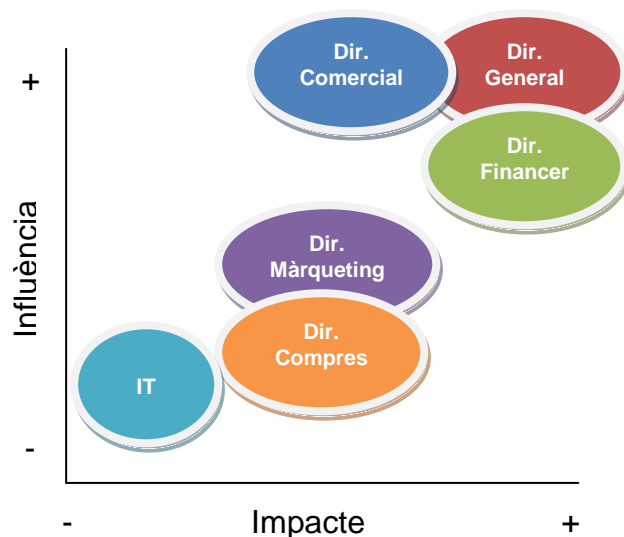 Dir.
Comercial
Dir.
General
+
Dir.
Financer
Influència
Dir.
Màrqueting
Dir.
Compres
IT
-
-
Impacte
+